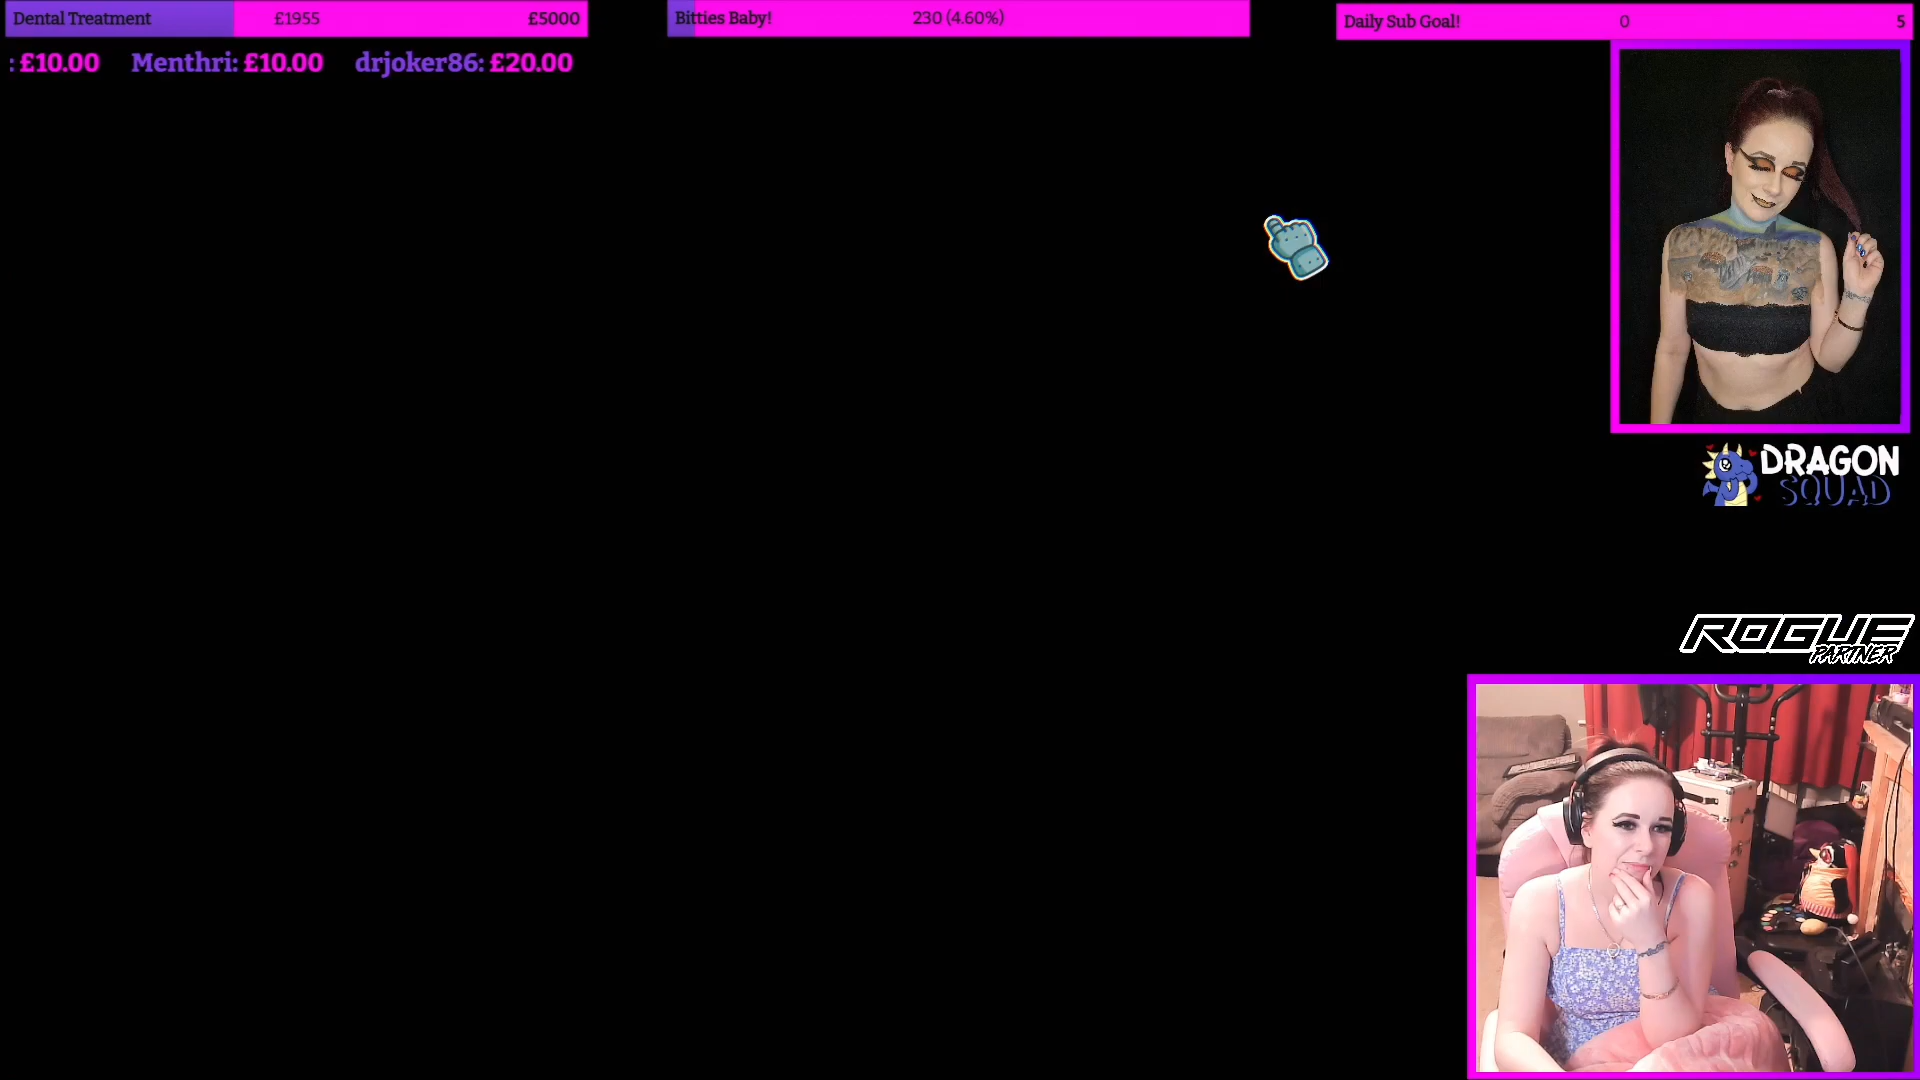 Dental Treatment £1955 £5000
Bitties Baby! 230 (4.60%)
Daily Sub Goal! 0 5
: £10.00 Menthri: £10.00 drjoker86: £20.00
DRAGON
SQUAD
ROGUE
PARTNER